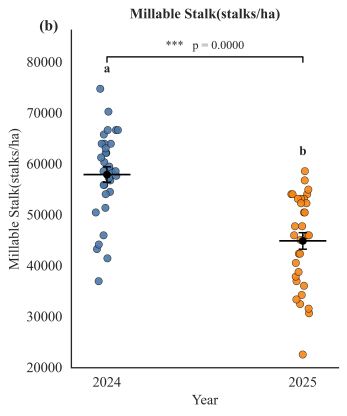 Millable Stalk(stalks/ha)
(b)
*** p = 0.0000
a
b
Millable Stalk(stalks/ha)
80000
70000
60000
50000
40000
30000
20000
2024
2025
Year